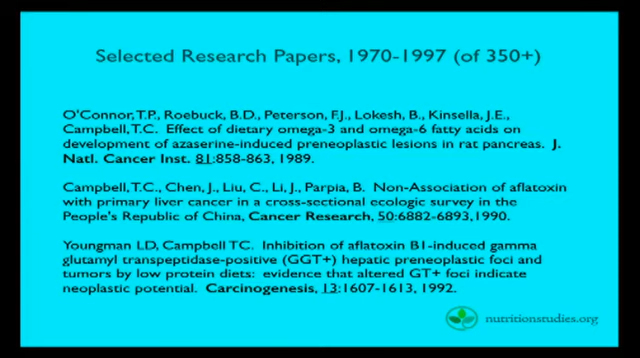 Selected Research Papers, 1970-1997 (of 350+)
O'Connor, T.P., Roebuck, B.D., Peterson, F.J., Lokesh, B., Kinsella, J.E.,
Campbell, T.C. Effect of dietary omega-3 and omega-6 fatty acids on
development of azaserine-induced preneoplastic lesions in rat pancreas. J.
Natl. Cancer Inst. 81:858-863, 1989.
Campbell, T.C., Chen, J., Liu, C., Li, J., Parpia, B. Non-Association of aflatoxin
with primary liver cancer in a cross-sectional ecologic survey in the
People's Republic of China, Cancer Research, 50:6882-6893,1990.
Youngman LD, Campbell TC. Inhibition of aflatoxin B1-induced gamma
glutamyl transpeptidase-positive (GGT+) hepatic preneoplastic foci and
tumors by low protein diets: evidence that altered GT+ foci indicate
neoplastic potential. Carcinogenesis, 13:1607-1613, 1992.
nutritionstudies.org